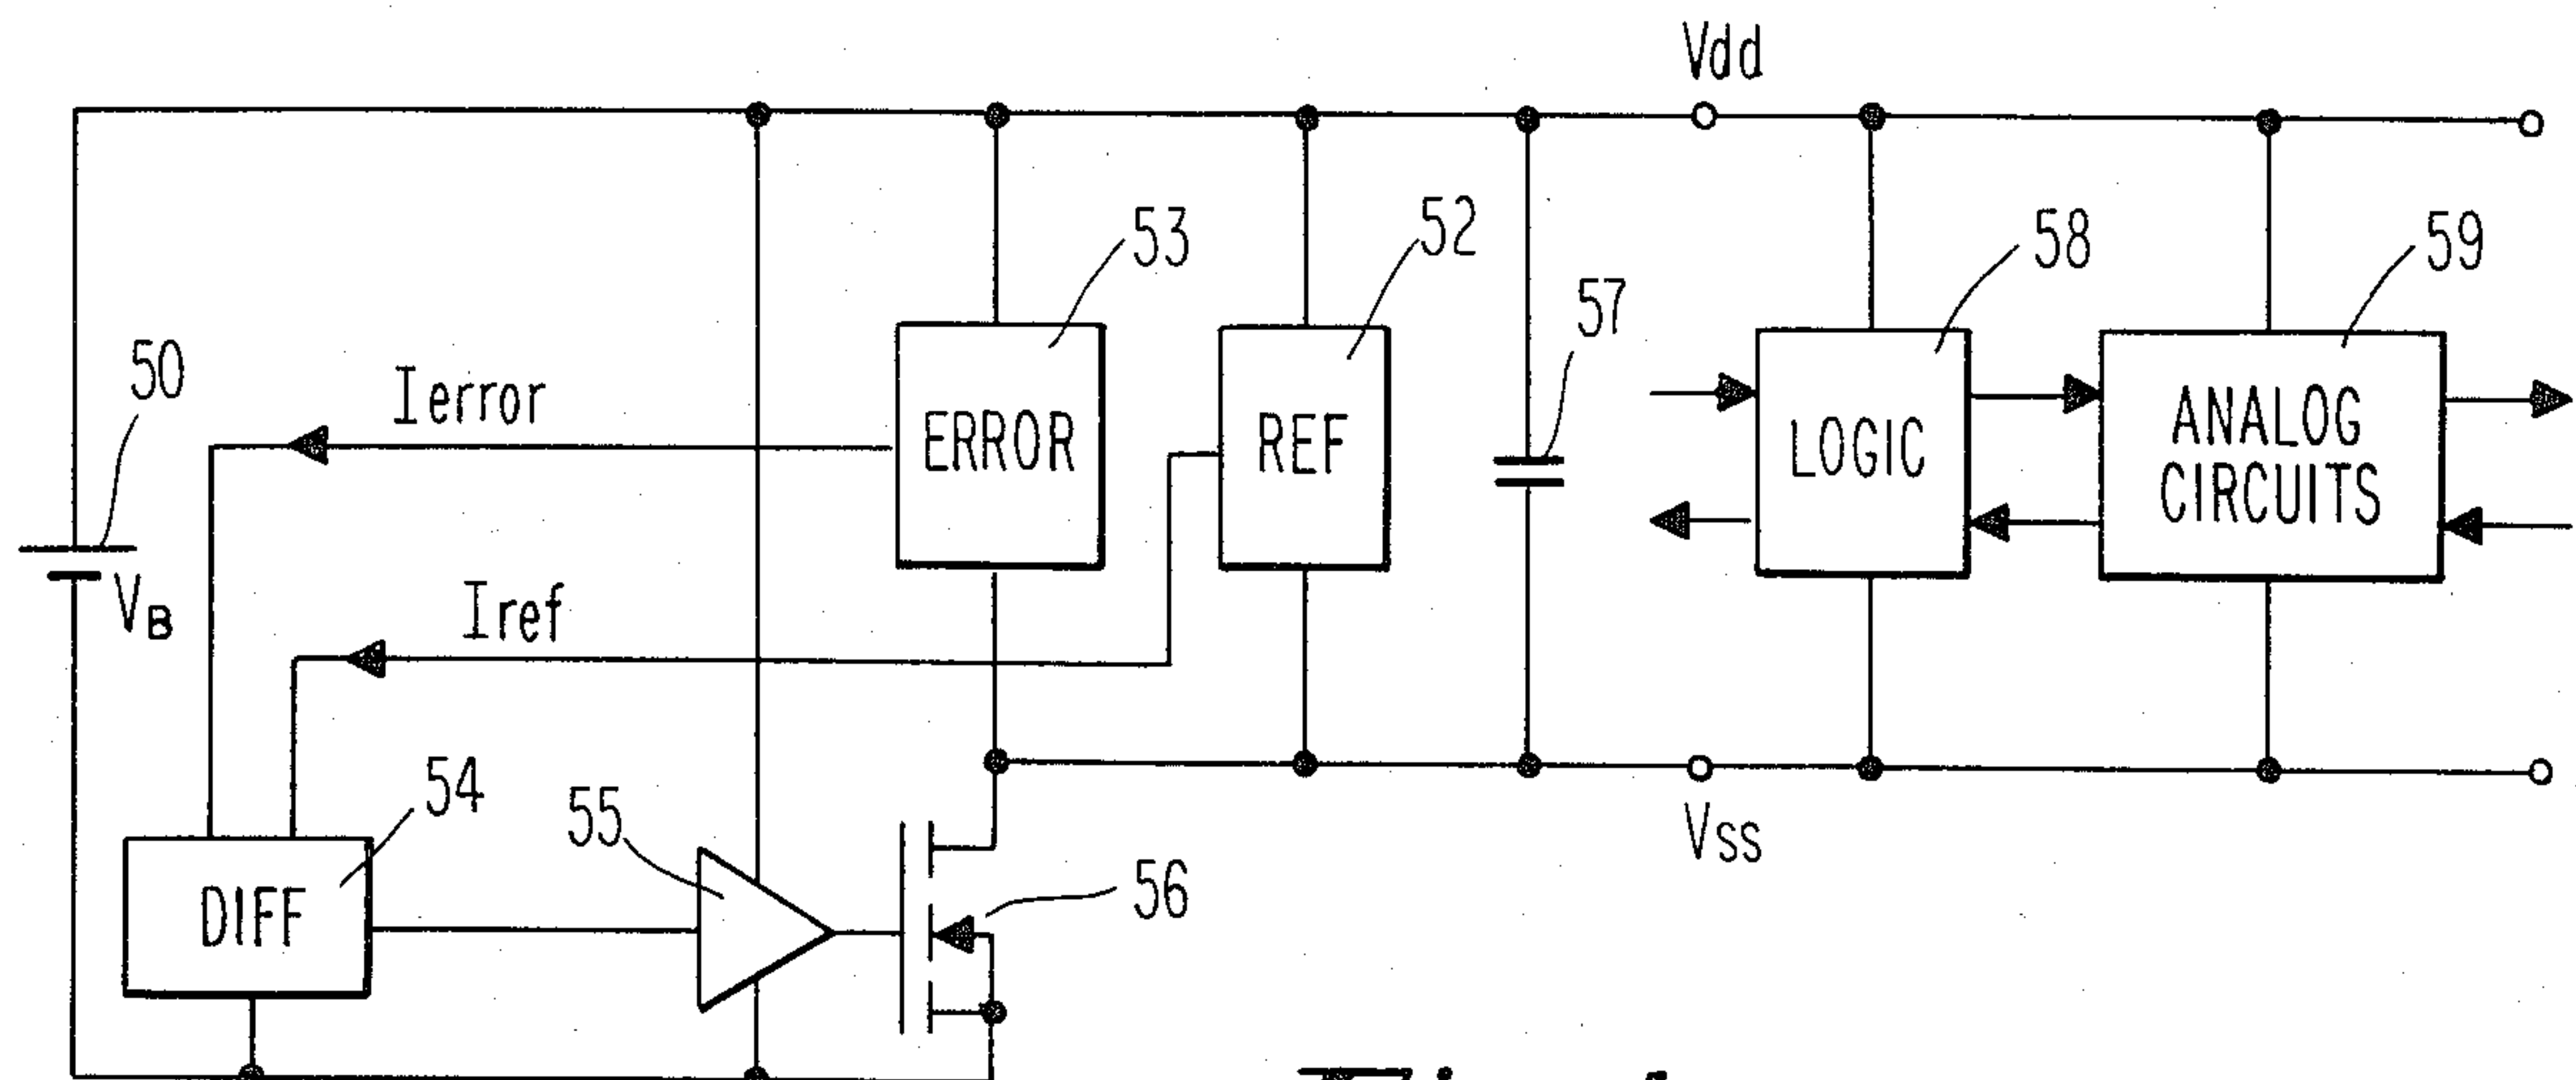 Vdd
53
52
58
59
57
50
Ierror
ERROR
REF
LOGIC
ANALOG
CIRCUITS
VB
Iref
54
55
VSS
56
DIFF